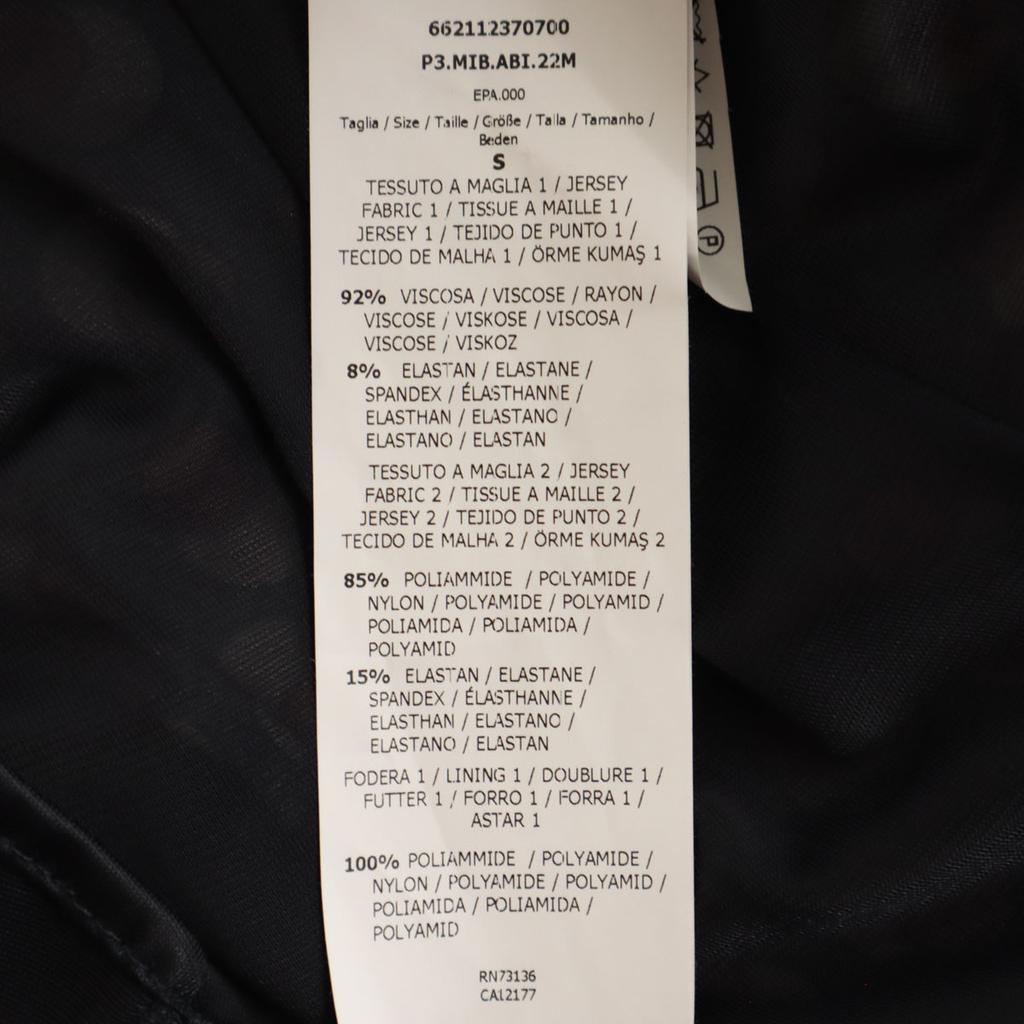 662112370700
P3.MIB.ABI.22M
EPA.000
Taglia / Size / Taille / Größe / Talla / Tamanho /
Beden
S
TESSUTO A MAGLIA 1 / JERSEY
FABRIC 1 / TISSUE A MAILLE 1 /
JERSEY 1 / TEJIDO DE PUNTO 1 /
TECIDO DE MALHA 1 / ÖRME KUMAŞ 1
92% VISCOSA / VISCOSE / RAYON /
VISCOSE / VISKOSE / VISCOSA /
VISCOSE / VISKOZ
8% ELASTAN / ELASTANE /
SPANDEX / ÉLASTHANNE /
ELASTHAN / ELASTANO /
ELASTANO / ELASTAN
TESSUTO A MAGLIA 2 / JERSEY
FABRIC 2 / TISSUE A MAILLE 2 /
JERSEY 2 / TEJIDO DE PUNTO 2 /
TECIDO DE MALHA 2 / ÖRME KUMAŞ 2
85% POLIAMMIDE / POLYAMIDE /
NYLON / POLYAMIDE / POLYAMID /
POLIAMIDA / POLIAMIDA /
POLYAMID
15% ELASTAN / ELASTANE /
SPANDEX / ÉLASTHANNE /
ELASTHAN / ELASTANO /
ELASTANO / ELASTAN
FODERA 1 / LINING 1 / DOUBLURE 1 /
FUTTER 1 / FORRO 1 / FORRA 1 /
ASTAR 1
100% POLIAMMIDE / POLYAMIDE /
NYLON / POLYAMIDE / POLYAMID /
POLIAMIDA / POLIAMIDA /
POLYAMID
RN73136
CA12177
P